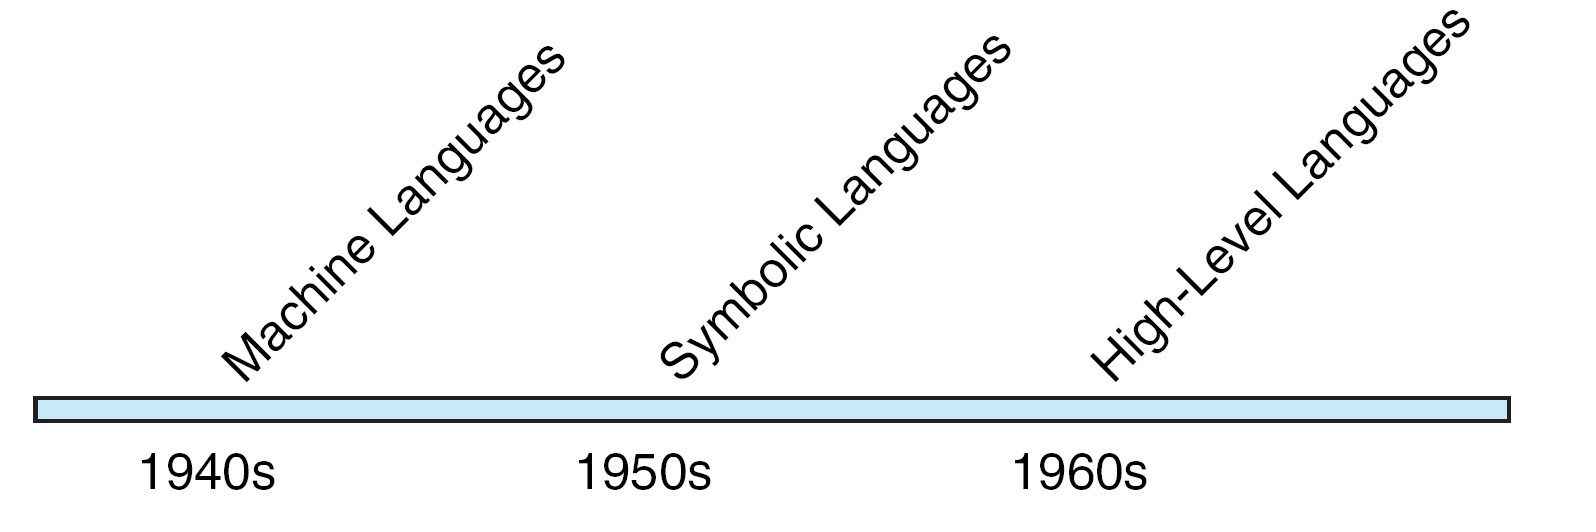 Machine Languages
Symbolic Languages
High-Level Languages
1940s
1950s
1960s